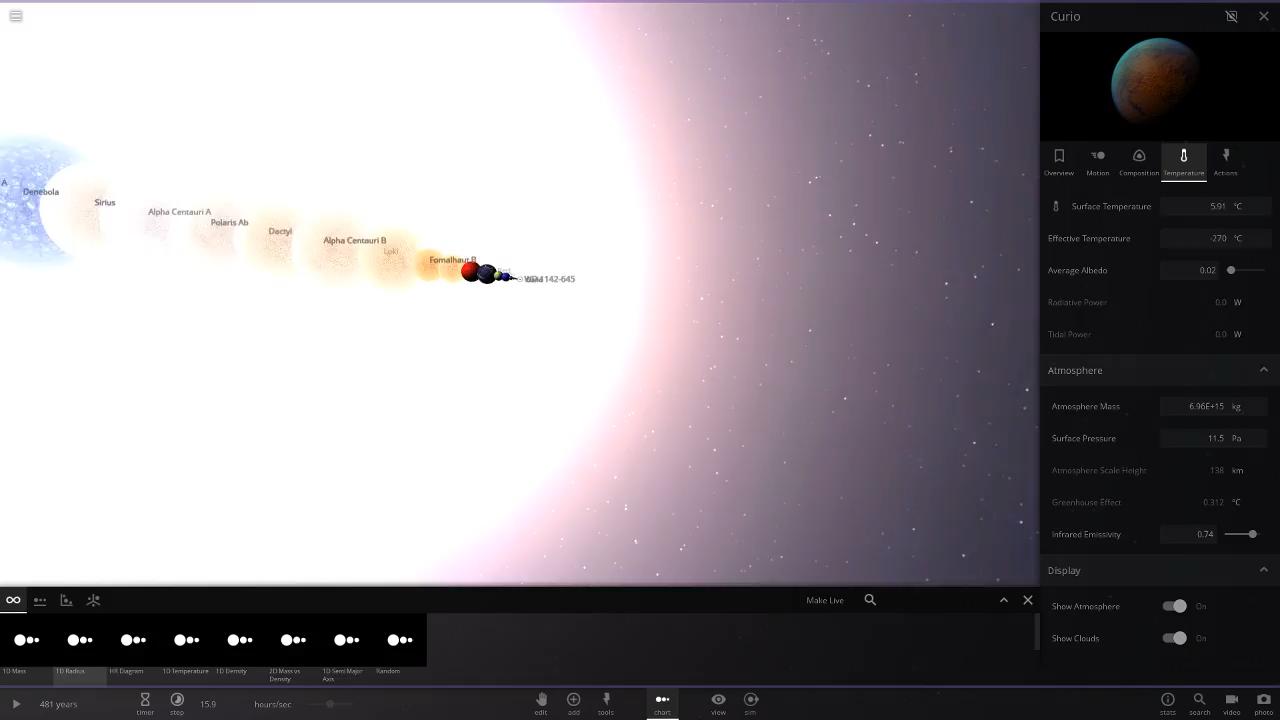 Curio
Overview Motion Composition Temperature Actions
Surface Temperature 5.91 °C
Effective Temperature -270 °C
Average Albedo 0.02
Radiative Power 0.0 W
Tidal Power 0.0 W
Atmosphere
Atmosphere Mass 6.96E+15 kg
Surface Pressure 11.5 Pa
Atmosphere Scale Height 138 km
Greenhouse Effect 0.312 °C
Infrared Emissivity 0.74
Display
Show Atmosphere On
Show Clouds On
A
Denebola
Sirius
Alpha Centauri A
Polaris Ab
Dactyl
Alpha Centauri B
Loki
Fomalhaut B
1142-645
Make Live
1D Mass 1D Radius HR Diagram 1D Temperature 1D Density 2D Mass vs Density 1D Semi Major Axis Random
481 years timer step 15.9 hours/sec edit add tools chart view sim stats search video photo